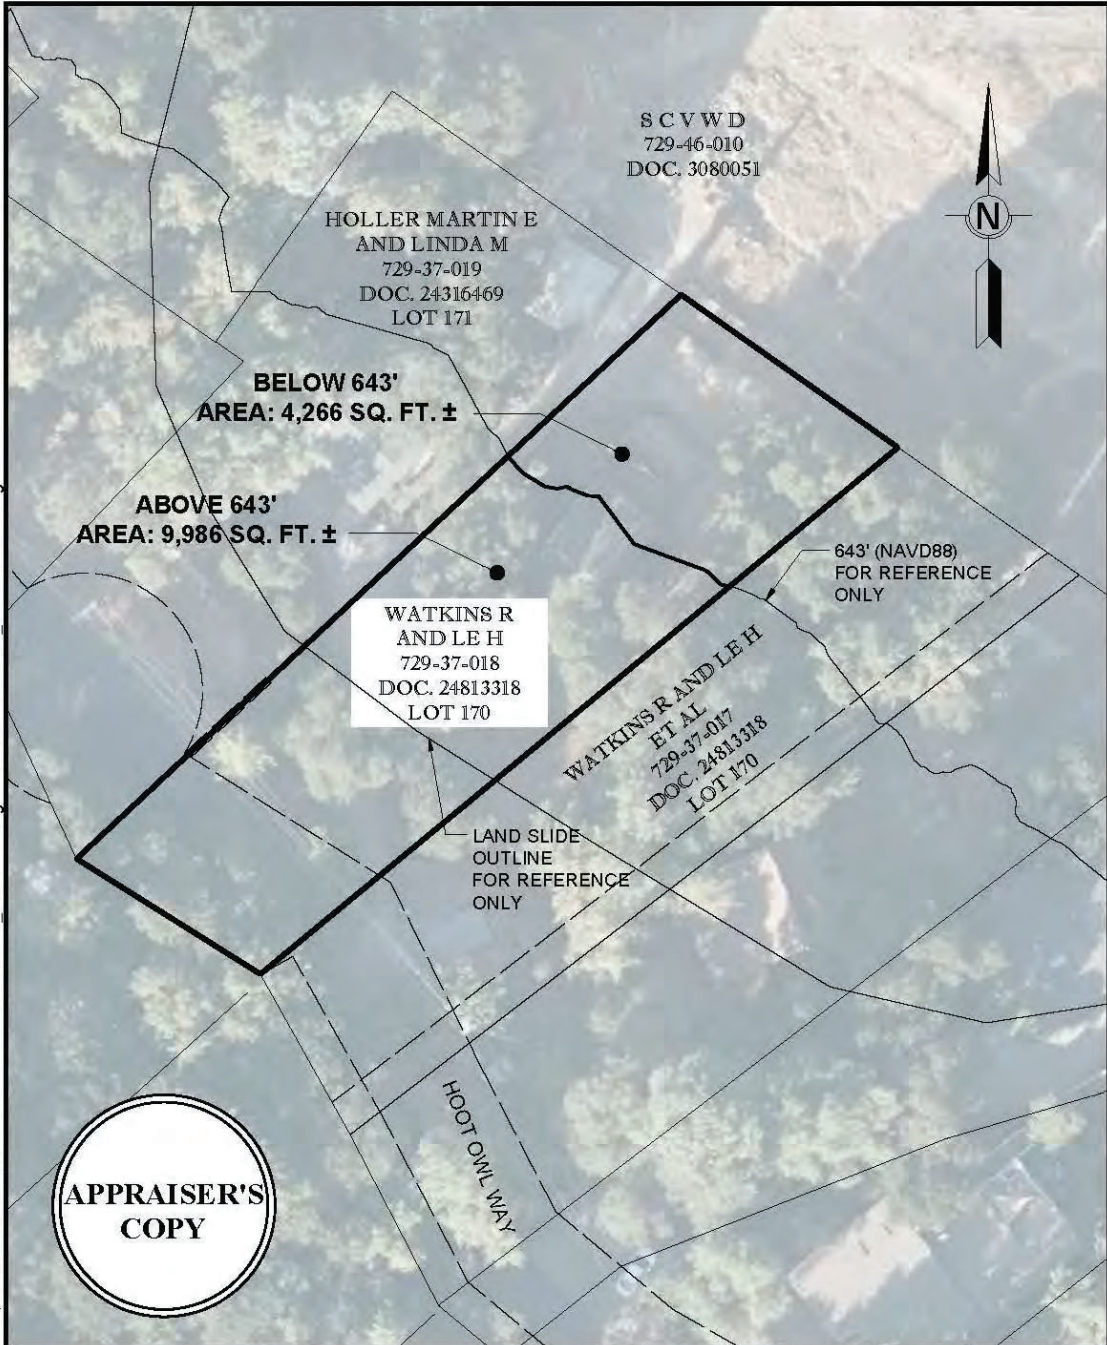 S C V W D
729-46-010
DOC. 3080051
N
HOLLER MARTIN E
AND LINDA M
729-37-019
DOC. 24316469
LOT 171
BELOW 643'
AREA: 4,266 SQ. FT. ±
ABOVE 643'
AREA: 9,986 SQ. FT. ±
643' (NAVD88)
FOR REFERENCE
ONLY
WATKINS R
AND LE H
729-37-018
DOC. 24813318
LOT 170
WATKINS R AND LE H
ET AL
729-37-017
DOC. 24813318
LOT 170
LAND SLIDE
OUTLINE
FOR REFERENCE
ONLY
HOOT OWL WAY
APPRAISER'S
COPY